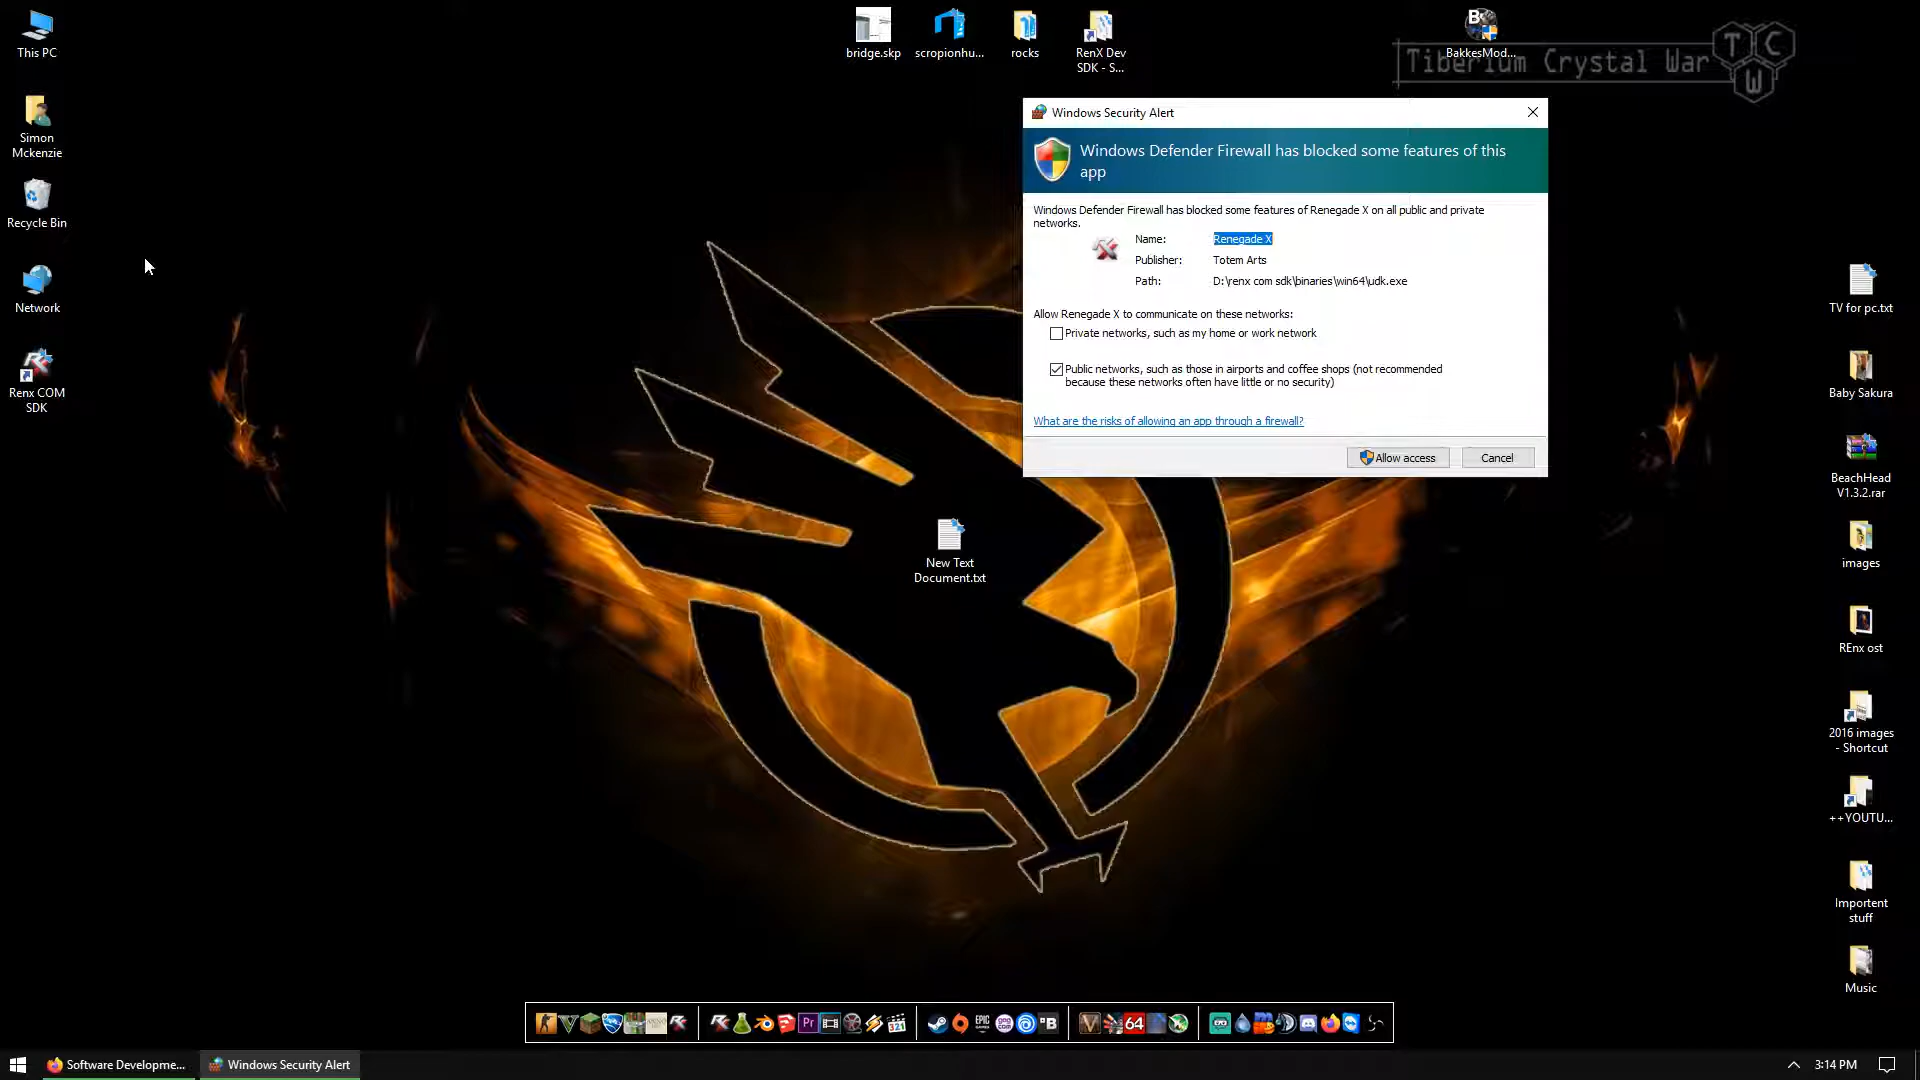 This PC
Simon
Mckenzie
Recycle Bin
Network
Renx COM
SDK
bridge.skp
scropionhu...
rocks
RenX Dev
SDK - S...
BakkesMod...
Tiberium Crystal War
T C
W
Windows Security Alert
Windows Defender Firewall has blocked some features of this
app
Windows Defender Firewall has blocked some features of Renegade X on all public and private
networks.
Name: Renegade X
Publisher: Totem Arts
Path: D:\renx com sdk\binaries\win64\udk.exe
Allow Renegade X to communicate on these networks:
Private networks, such as my home or work network
Public networks, such as those in airports and coffee shops (not recommended
because these networks often have little or no security)
What are the risks of allowing an app through a firewall?
Allow access
Cancel
New Text
Document.txt
TV for pc.txt
Baby Sakura
BeachHead
V1.3.2.rar
images
REnx ost
2016 images
- Shortcut
++YOUTU...
Importent
stuff
Music
Pr
321
EPIC
64
Software Developme...
Windows Security Alert
3:14 PM